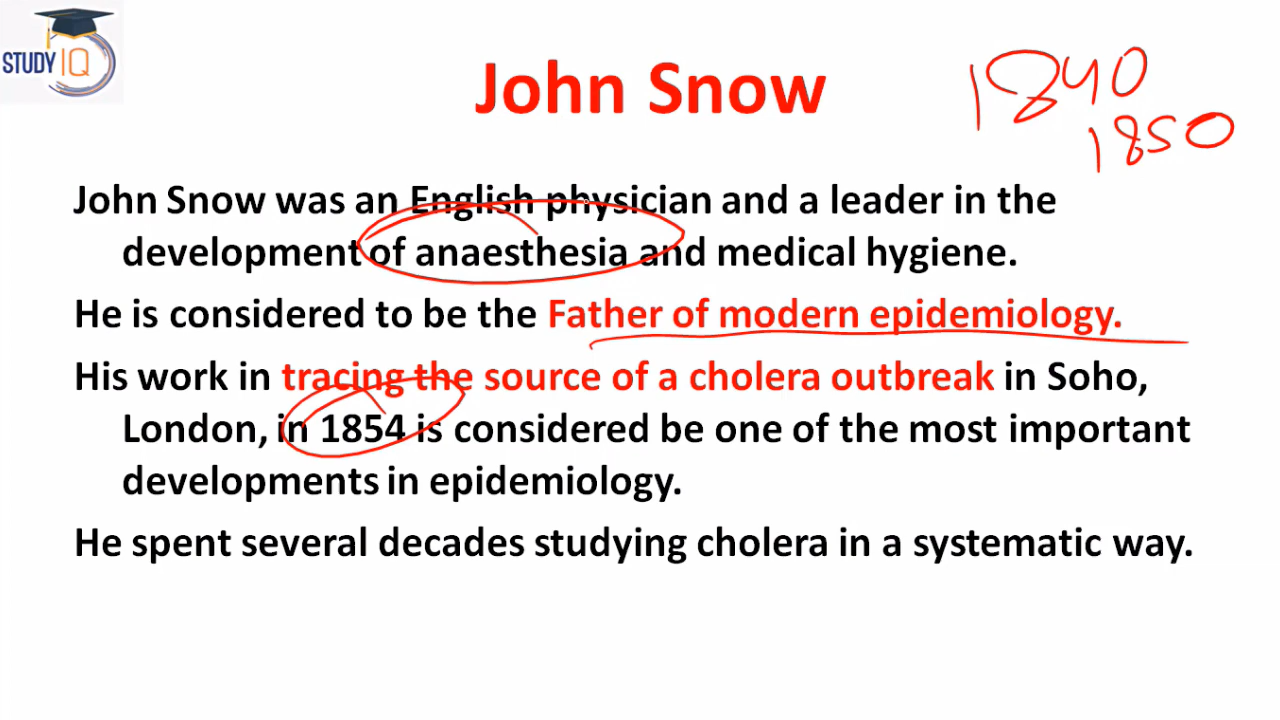 STUDY IQ
John Snow
1840
1850
John Snow was an English physician and a leader in the
development of anaesthesia and medical hygiene.
He is considered to be the Father of modern epidemiology.
His work in tracing the source of a cholera outbreak in Soho,
London, in 1854 is considered be one of the most important
developments in epidemiology.
He spent several decades studying cholera in a systematic way.